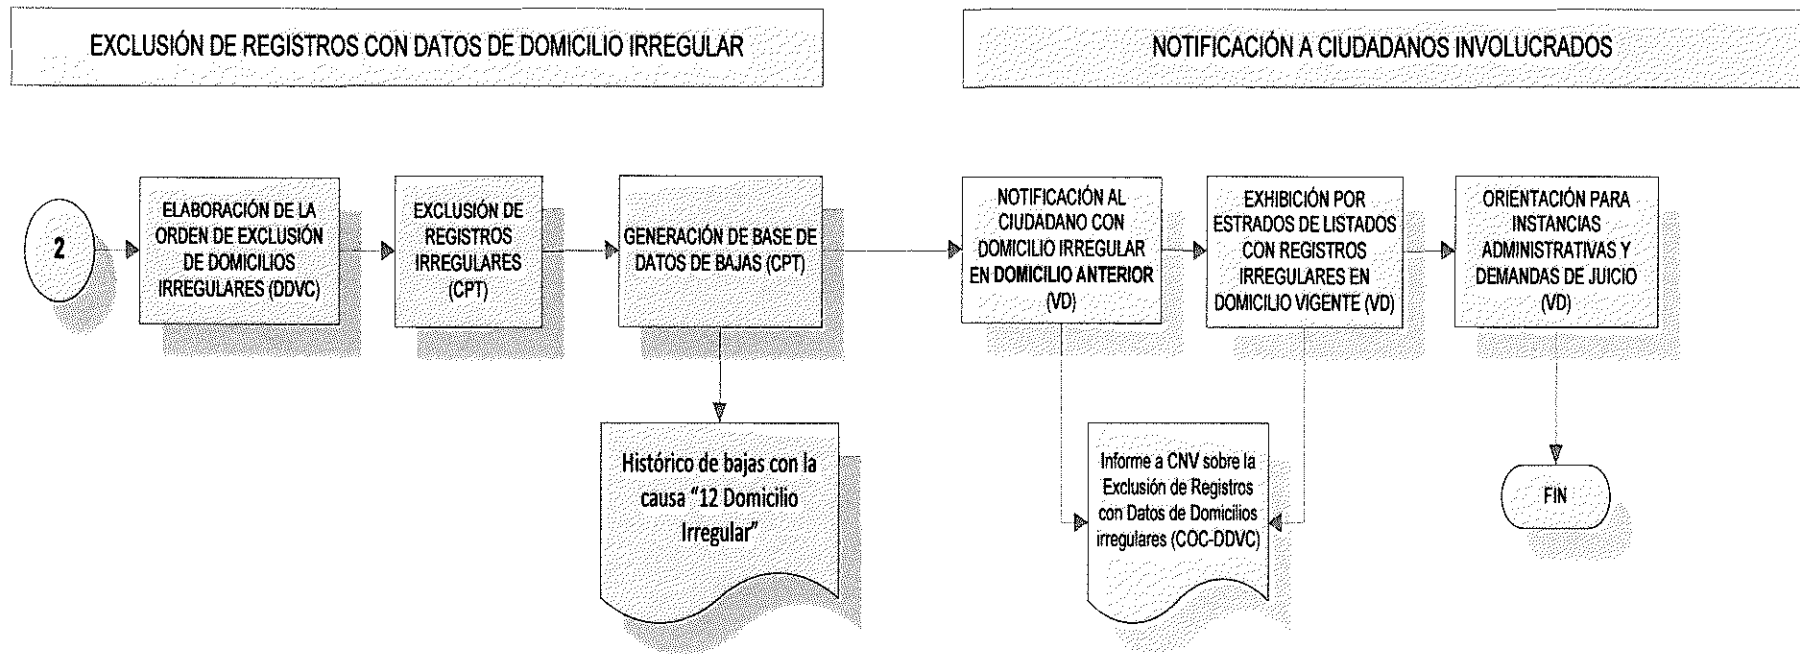 EXCLUSIÓN DE REGISTROS CON DATOS DE DOMICILIO IRREGULAR
NOTIFICACIÓN A CIUDADANOS INVOLUCRADOS
2
ELABORACIÓN DE LA
ORDEN DE EXCLUSIÓN
DE DOMICILIOS
IRREGULARES (DDVC)
EXCLUSIÓN DE
REGISTROS
IRREGULARES
(CPT)
GENERACIÓN DE BASE DE
DATOS DE BAJAS (CPT)
NOTIFICACIÓN AL
CIUDADANO CON
DOMICILIO IRREGULAR
EN DOMICILIO ANTERIOR
(VD)
EXHIBICIÓN POR
ESTRADOS DE LISTADOS
CON REGISTROS
IRREGULARES EN
DOMICILIO VIGENTE (VD)
ORIENTACIÓN PARA
INSTANCIAS
ADMINISTRATIVAS Y
DEMANDAS DE JUICIO
(VD)
Histórico de bajas con la
causa "12 Domicilio
Irregular"
Informe a CNV sobre la
Exclusión de Registros
con Datos de Domicilios
irregulares (COC-DDVC)
FIN